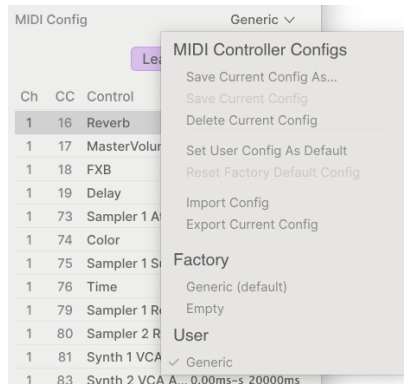 MIDI Config Generic
Lea
MIDI Controller Configs
Save Current Config As...
Save Current Config
Delete Current Config
Set User Config As Default
Reset Factory Default Config
Import Config
Export Current Config
Factory
Generic (default)
Empty
User
✓ Generic
Ch CC Control
1 16 Reverb
1 17 MasterVolum
1 18 FXB
1 19 Delay
1 73 Sampler 1 A
1 74 Color
1 75 Sampler 1 Su
1 76 Time
1 79 Sampler 1 Re
1 80 Sampler 2 R
1 81 Synth 1 VCA
1 83 Synth 2 VCA A... 0.00ms-s 20000ms